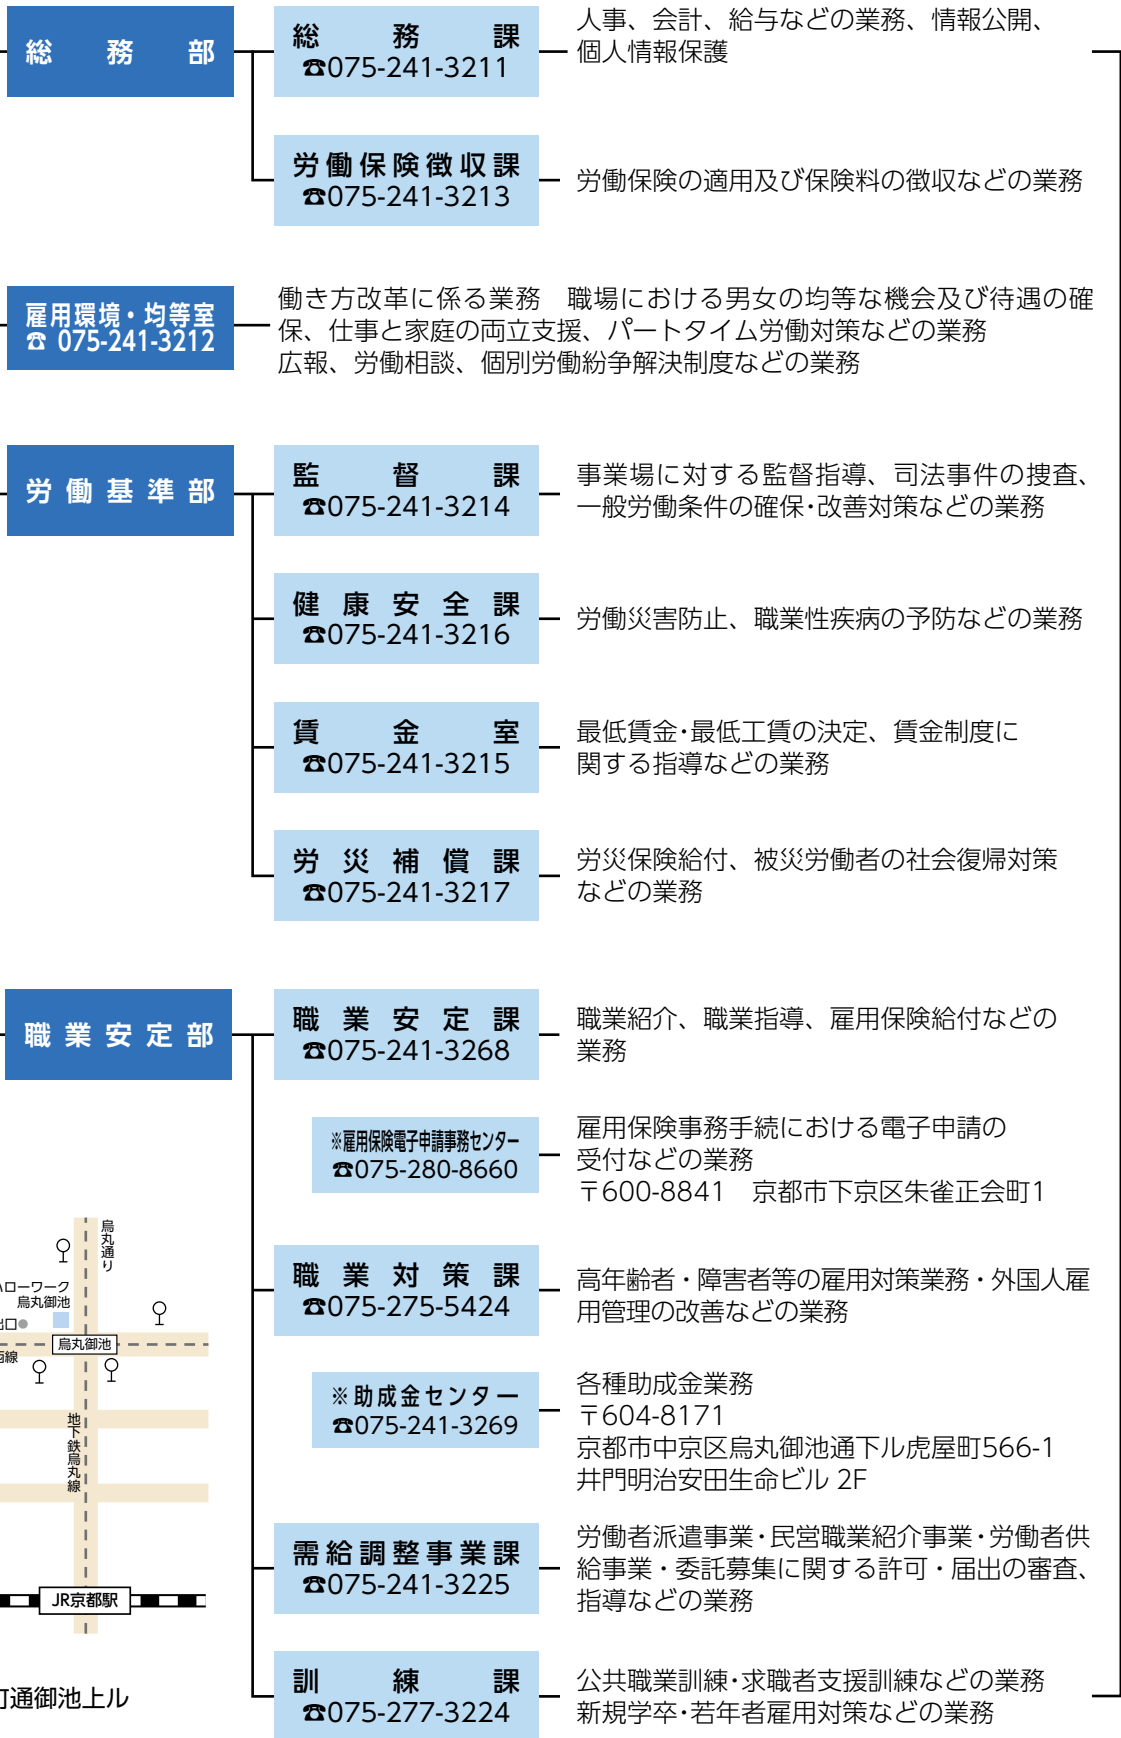 総務部
総務課
☎075-241-3211
人事、会計、給与などの業務、情報公開、
個人情報保護
労働保険徴収課
☎075-241-3213
労働保険の適用及び保険料の徴収などの業務
雇用環境・均等室
☎ 075-241-3212
働き方改革に係る業務　職場における男女の均等な機会及び待遇の確
保、仕事と家庭の両立支援、パートタイム労働対策などの業務
広報、労働相談、個別労働紛争解決制度などの業務
労働基準部
監督課
☎075-241-3214
事業場に対する監督指導、司法事件の捜査、
一般労働条件の確保・改善対策などの業務
健康安全課
☎075-241-3216
労働災害防止、職業性疾病の予防などの業務
賃金室
☎075-241-3215
最低賃金・最低工賃の決定、賃金制度に
関する指導などの業務
労災補償課
☎075-241-3217
労災保険給付、被災労働者の社会復帰対策
などの業務
職業安定部
職業安定課
☎075-241-3268
職業紹介、職業指導、雇用保険給付などの
業務
※雇用保険電子申請事務センター
☎075-280-8660
雇用保険事務手続における電子申請の
受付などの業務
〒600-8841　京都市下京区朱雀正会町1
職業対策課
☎075-275-5424
高年齢者・障害者等の雇用対策業務・外国人雇
用管理の改善などの業務
※助成金センター
☎075-241-3269
各種助成金業務
〒604-8171
京都市中京区烏丸御池通下ル虎屋町566-1
井門明治安田生命ビル 2F
需給調整事業課
☎075-241-3225
労働者派遣事業・民営職業紹介事業・労働者供
給事業・委託募集に関する許可・届出の審査、
指導などの業務
訓練課
☎075-277-3224
公共職業訓練・求職者支援訓練などの業務
新規学卒・若年者雇用対策などの業務
烏丸通り
ハローワーク
烏丸御池
出口
烏丸御池
西線
地下鉄烏丸線
JR京都駅
町通御池上ル